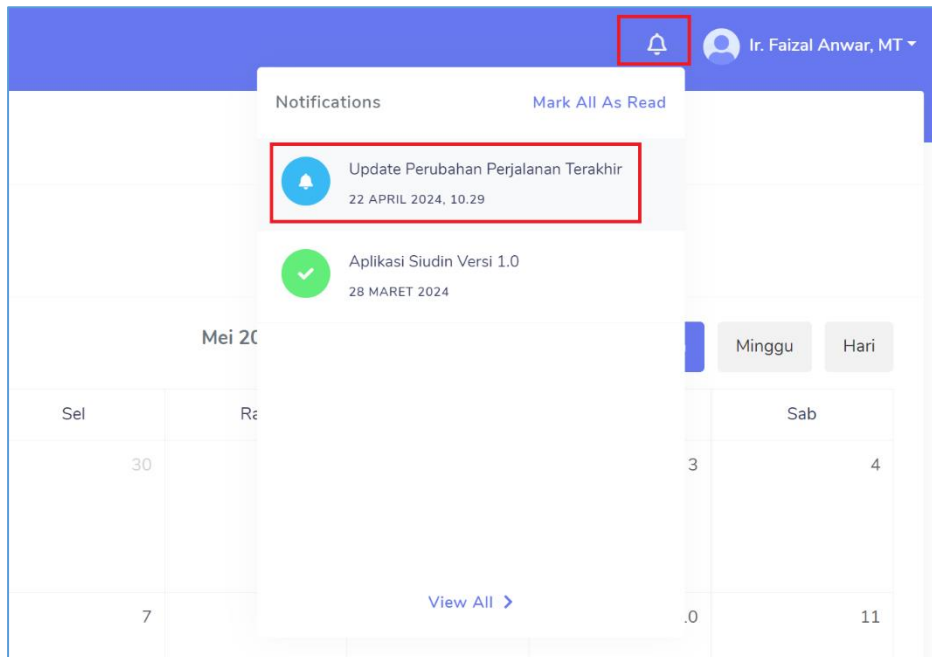 Ir. Faizal Anwar, MT
Notifications Mark All As Read
Update Perubahan Perjalanan Terakhir
22 APRIL 2024, 10.29
Aplikasi Siudin Versi 1.0
28 MARET 2024
Mei 20 Minggu Hari
Sel Ra Sab
30 3 4
View All
7 .0 11